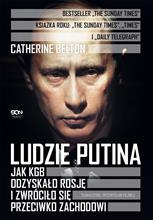 BESTSELLER „THE SUNDAY TIMES”
KSIĄŻKA ROKU: „THE SUNDAY TIMES”, „TIMES”
I „DAILY TELEGRAPH”
CATHERINE BELTON
LUDZIE PUTINA
JAK KGB
ODZYSKAŁO ROSJĘ
I ZWRÓCIŁO SIĘ
PRZECIWKO ZACHODOWI